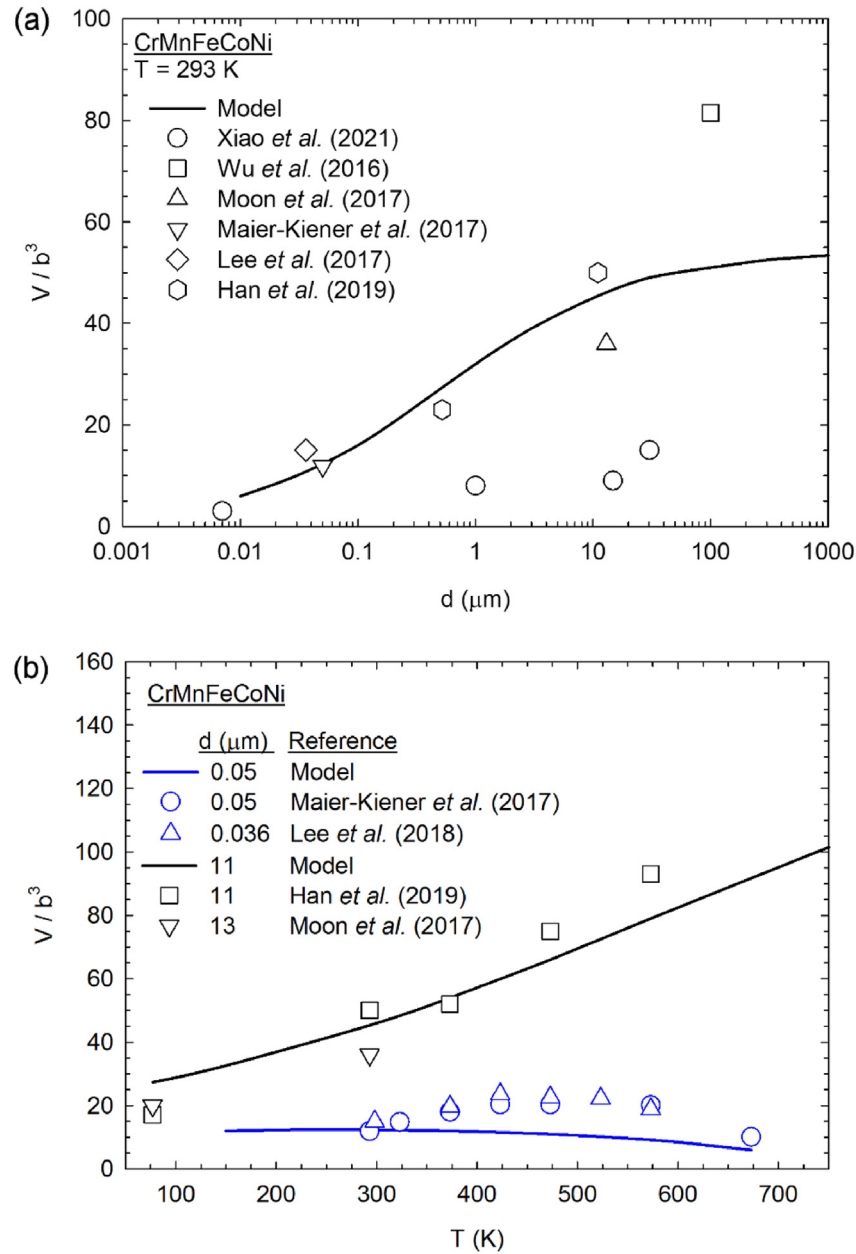 (a)
100
80
60
40
20
0
V / b³
CrMnFeCoNi
T = 293 K
Model
Xiao et al. (2021)
Wu et al. (2016)
Moon et al. (2017)
Maier-Kiener et al. (2017)
Lee et al. (2017)
Han et al. (2019)
0.001 0.01 0.1 1 10 100 1000
d (μm)
(b)
160
140
120
100
80
60
40
20
0
V / b³
CrMnFeCoNi
d (μm) Reference
0.05 Model
0.05 Maier-Kiener et al. (2017)
0.036 Lee et al. (2018)
11 Model
11 Han et al. (2019)
13 Moon et al. (2017)
100 200 300 400 500 600 700
T (K)